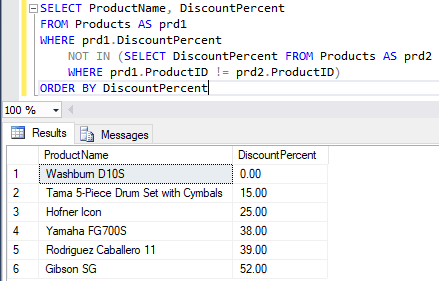 SELECT ProductName, DiscountPercent
FROM Products AS prd1
WHERE prd1.DiscountPercent
NOT IN (SELECT DiscountPercent FROM Products AS prd2
WHERE prd1.ProductID != prd2.ProductID)
ORDER BY DiscountPercent
100 %
Results Messages
ProductName DiscountPercent
1 Washburn D10S 0.00
2 Tama 5-Piece Drum Set with Cymbals 15.00
3 Hofner Icon 25.00
4 Yamaha FG700S 38.00
5 Rodriguez Caballero 11 39.00
6 Gibson SG 52.00